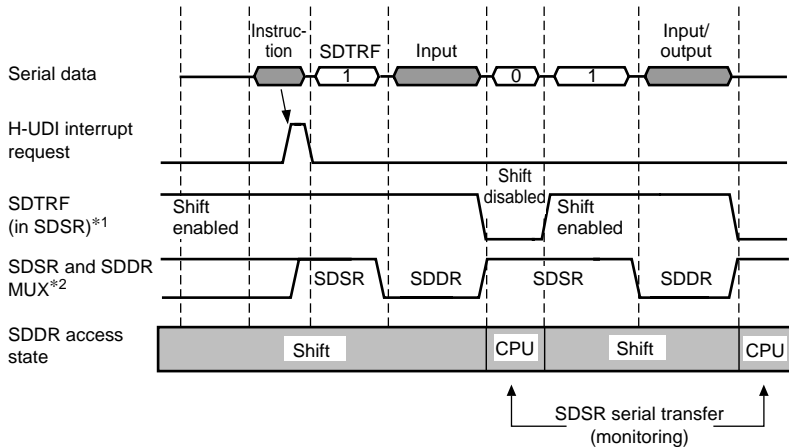 Instruc-
tion
SDTRF
Input
Input/
output
Serial data
1
0
1
H-UDI interrupt
request
Shift
disabled
SDTRF
(in SDSR)*1
Shift
enabled
Shift
enabled
SDSR and SDDR
MUX*2
SDSR
SDDR
SDSR
SDDR
SDDR access
state
Shift
CPU
Shift
CPU
SDSR serial transfer
(monitoring)